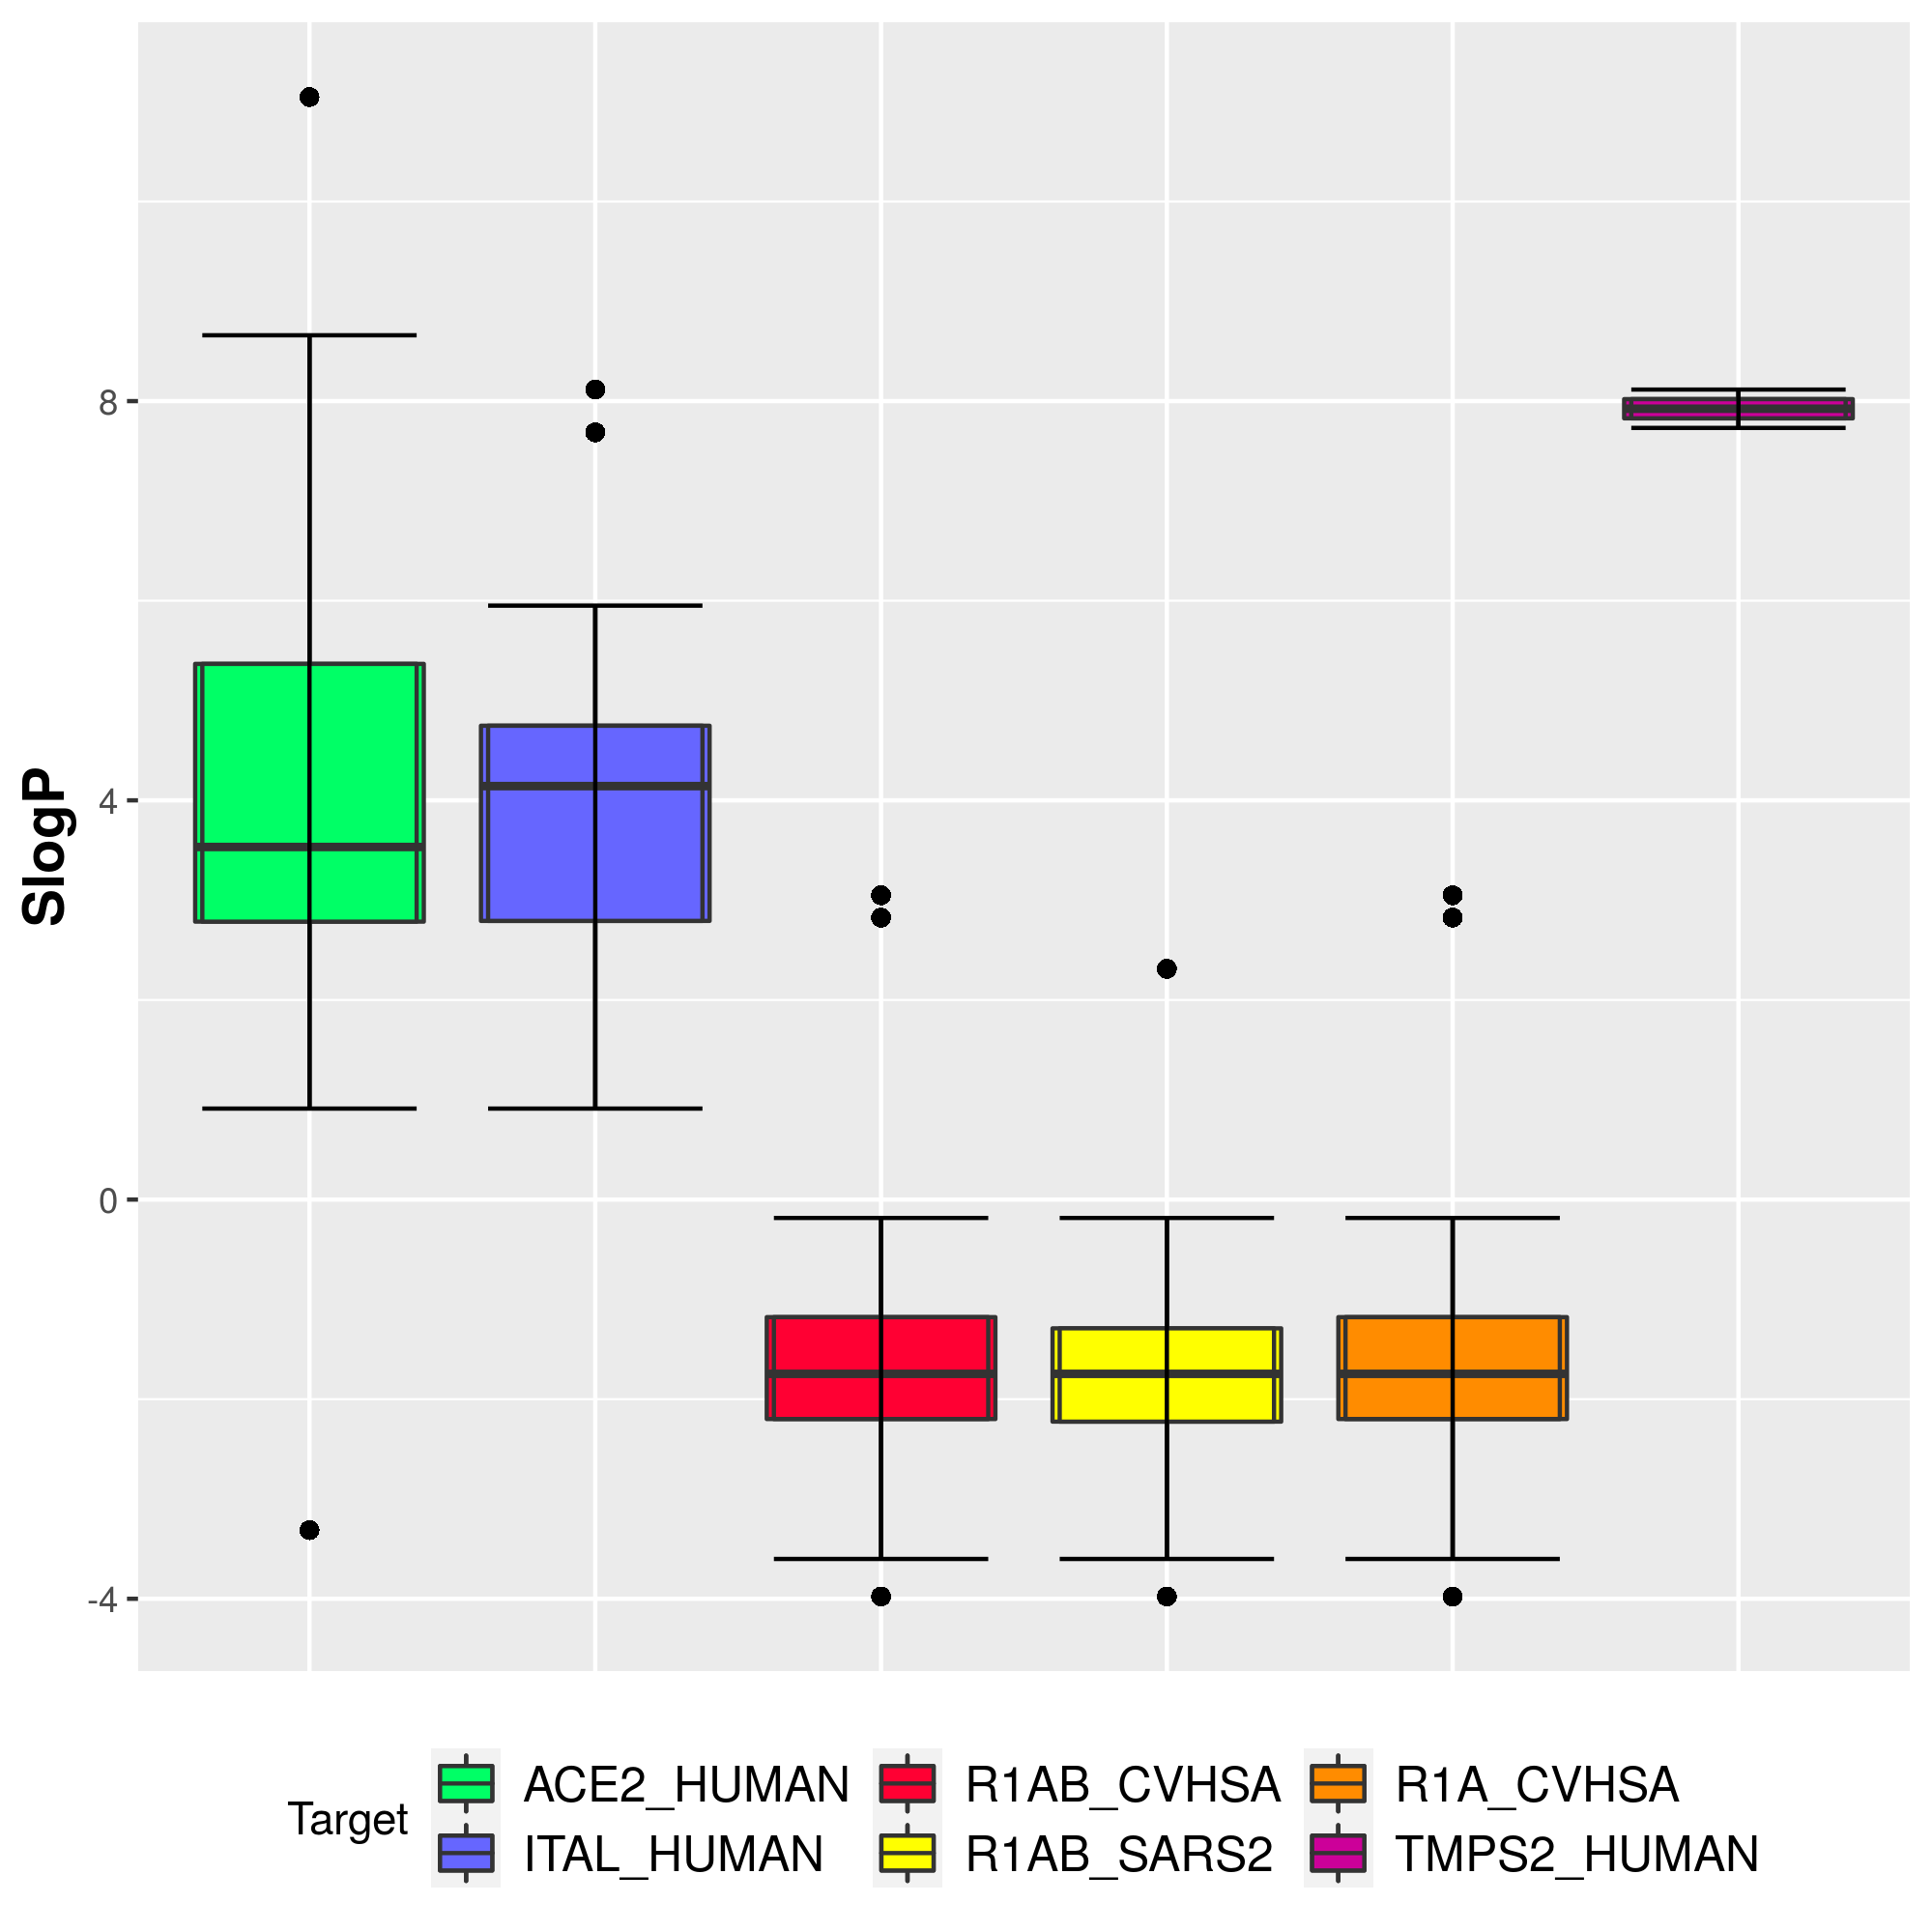 8
4
0
-4
SlogP
Target
ACE2_HUMAN
R1AB_CVHSA
R1A_CVHSA
ITAL_HUMAN
R1AB_SARS2
TMPS2_HUMAN